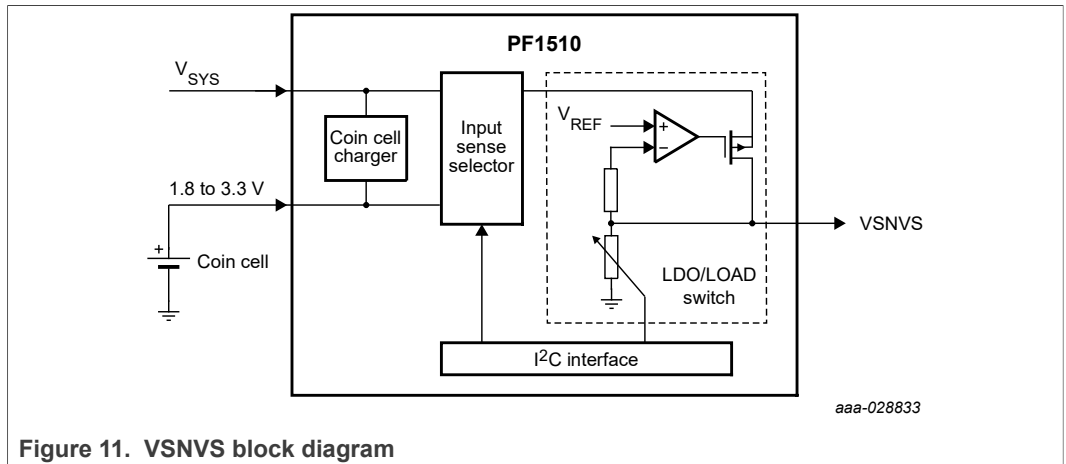 PF1510
VSYS
Coin cell
charger
Input
sense
selector
VREF
+
−
1.8 to 3.3 V
VSNVS
+
Coin cell
LDO/LOAD
switch
I2C interface
aaa-028833
Figure 11. VSNVS block diagram